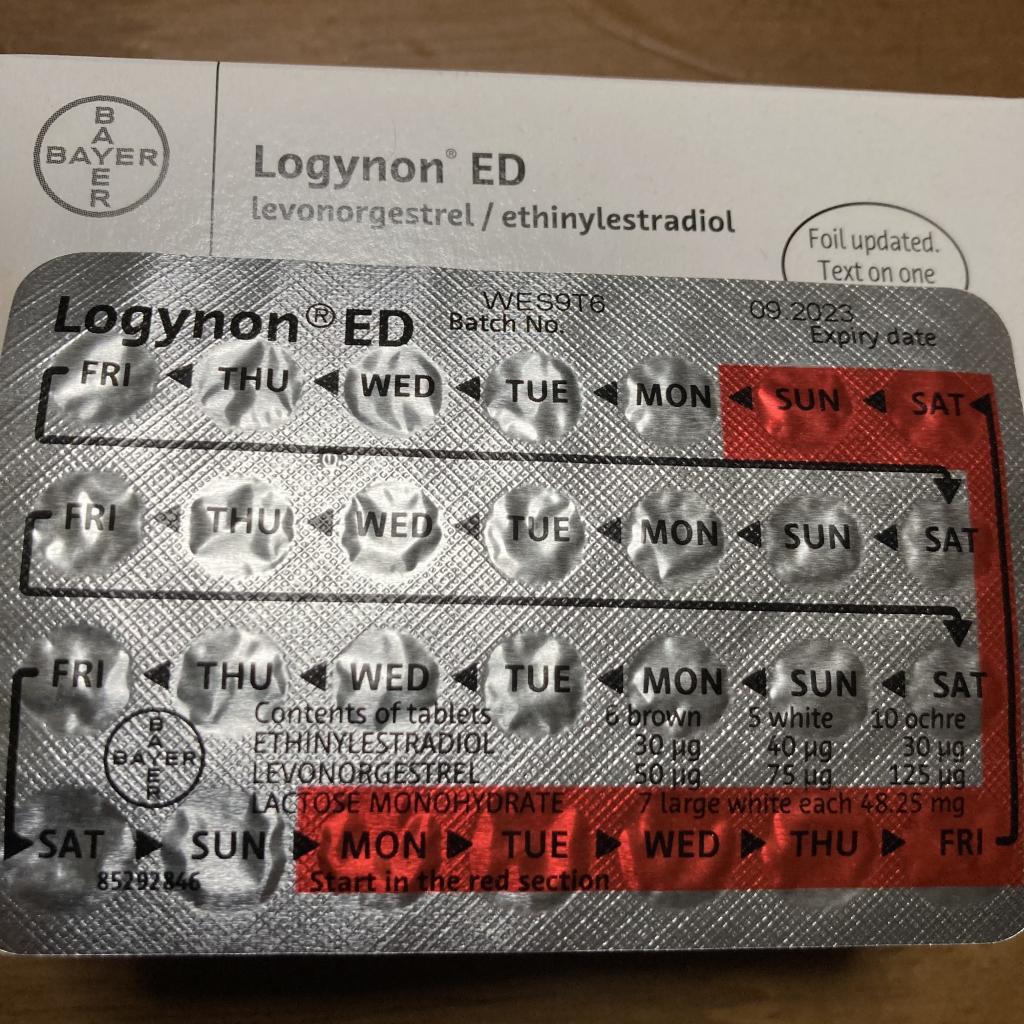 BAYER
BAYER
Logynon® ED
levonorgestrel / ethinylestradiol
Foil updated.
Text on one
Logynon® ED
WES9T6
Batch No.
09 2023
Expiry date
FRI THU WED TUE MON SUN SAT
FRI THU WED TUE MON SUN SAT
FRI THU WED TUE MON SUN SAT
Contents of tablets 6 brown 5 white 10 ochre
ETHINYLESTRADIOL 30 µg 40 µg 30 µg
LEVONORGESTREL 50 µg 75 µg 125 µg
LACTOSE MONOHYDRATE 7 large white each 48.25 mg
BAYER
BAYER
SAT SUN MON TUE WED THU FRI
85292846
Start in the red section